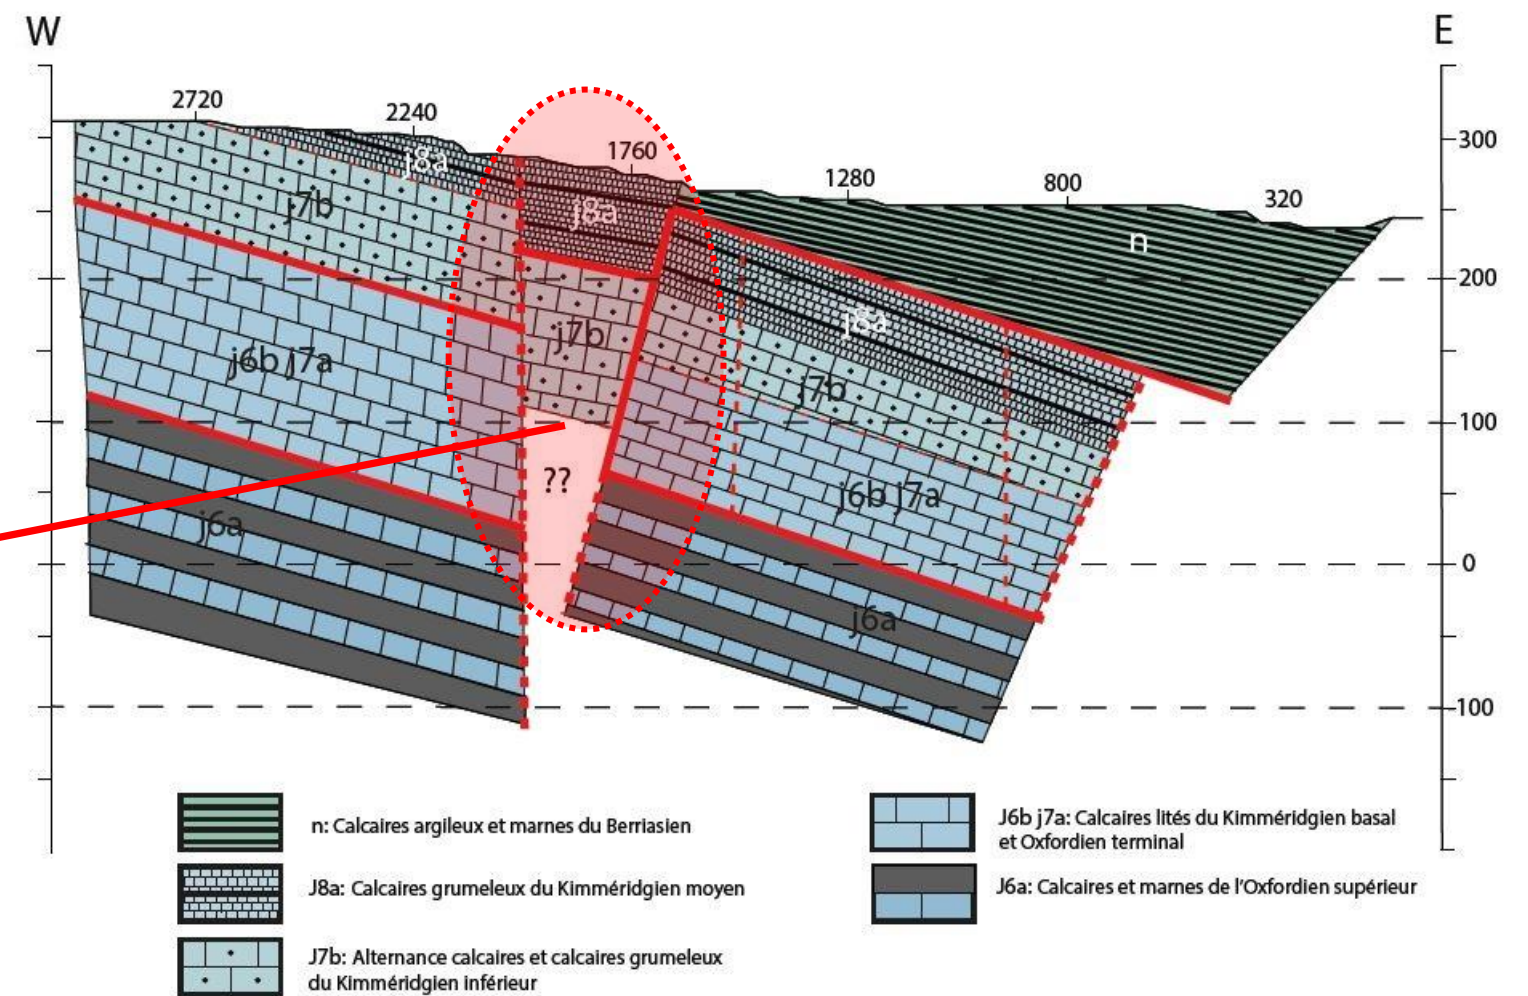 W
E
2720
2240
1760
1280
800
320
300
200
100
0
-100
j8a
j8a
n
j7b
j8a
j7b
j6b j7a
j7b
??
j6b j7a
j6a
j6a
n: Calcaires argileux et marnes du Berriasien
J8a: Calcaires grumeleux du Kimméridgien moyen
J7b: Alternance calcaires et calcaires grumeleux
du Kimméridgien inférieur
J6b j7a: Calcaires lités du Kimméridgien basal
et Oxfordien terminal
J6a: Calcaires et marnes de l'Oxfordien supérieur